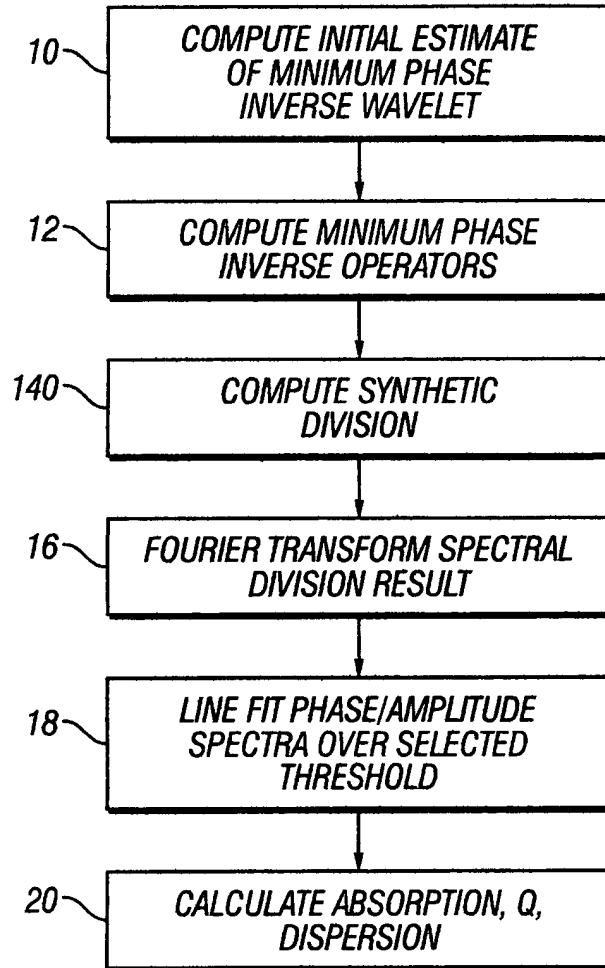 10
COMPUTE INITIAL ESTIMATE
OF MINIMUM PHASE
INVERSE WAVELET
12
COMPUTE MINIMUM PHASE
INVERSE OPERATORS
140
COMPUTE SYNTHETIC
DIVISION
16
FOURIER TRANSFORM SPECTRAL
DIVISION RESULT
18
LINE FIT PHASE/AMPLITUDE
SPECTRA OVER SELECTED
THRESHOLD
20
CALCULATE ABSORPTION, Q,
DISPERSION